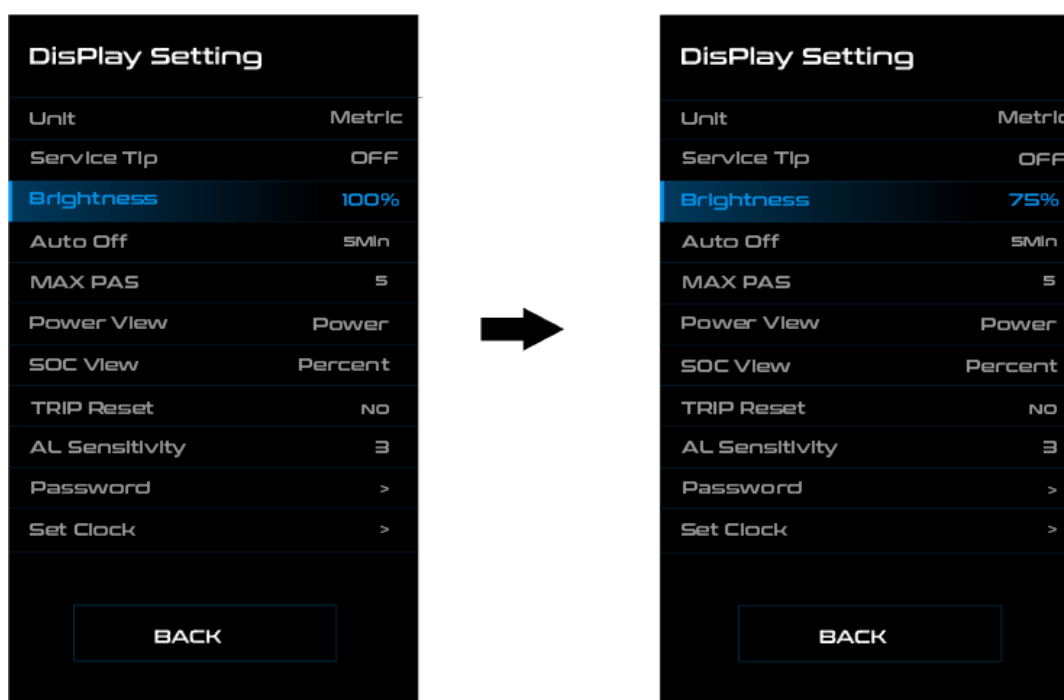 DisPlay Setting
Unit Metric
Service Tip OFF
Brightness 100%
Auto Off 5Min
MAX PAS 5
Power View Power
SOC View Percent
TRIP Reset NO
AL Sensitivity 3
Password >
Set Clock >
BACK
DisPlay Setting
Unit Metric
Service Tip OFF
Brightness 75%
Auto Off 5Min
MAX PAS 5
Power View Power
SOC View Percent
TRIP Reset NO
AL Sensitivity 3
Password >
Set Clock >
BACK